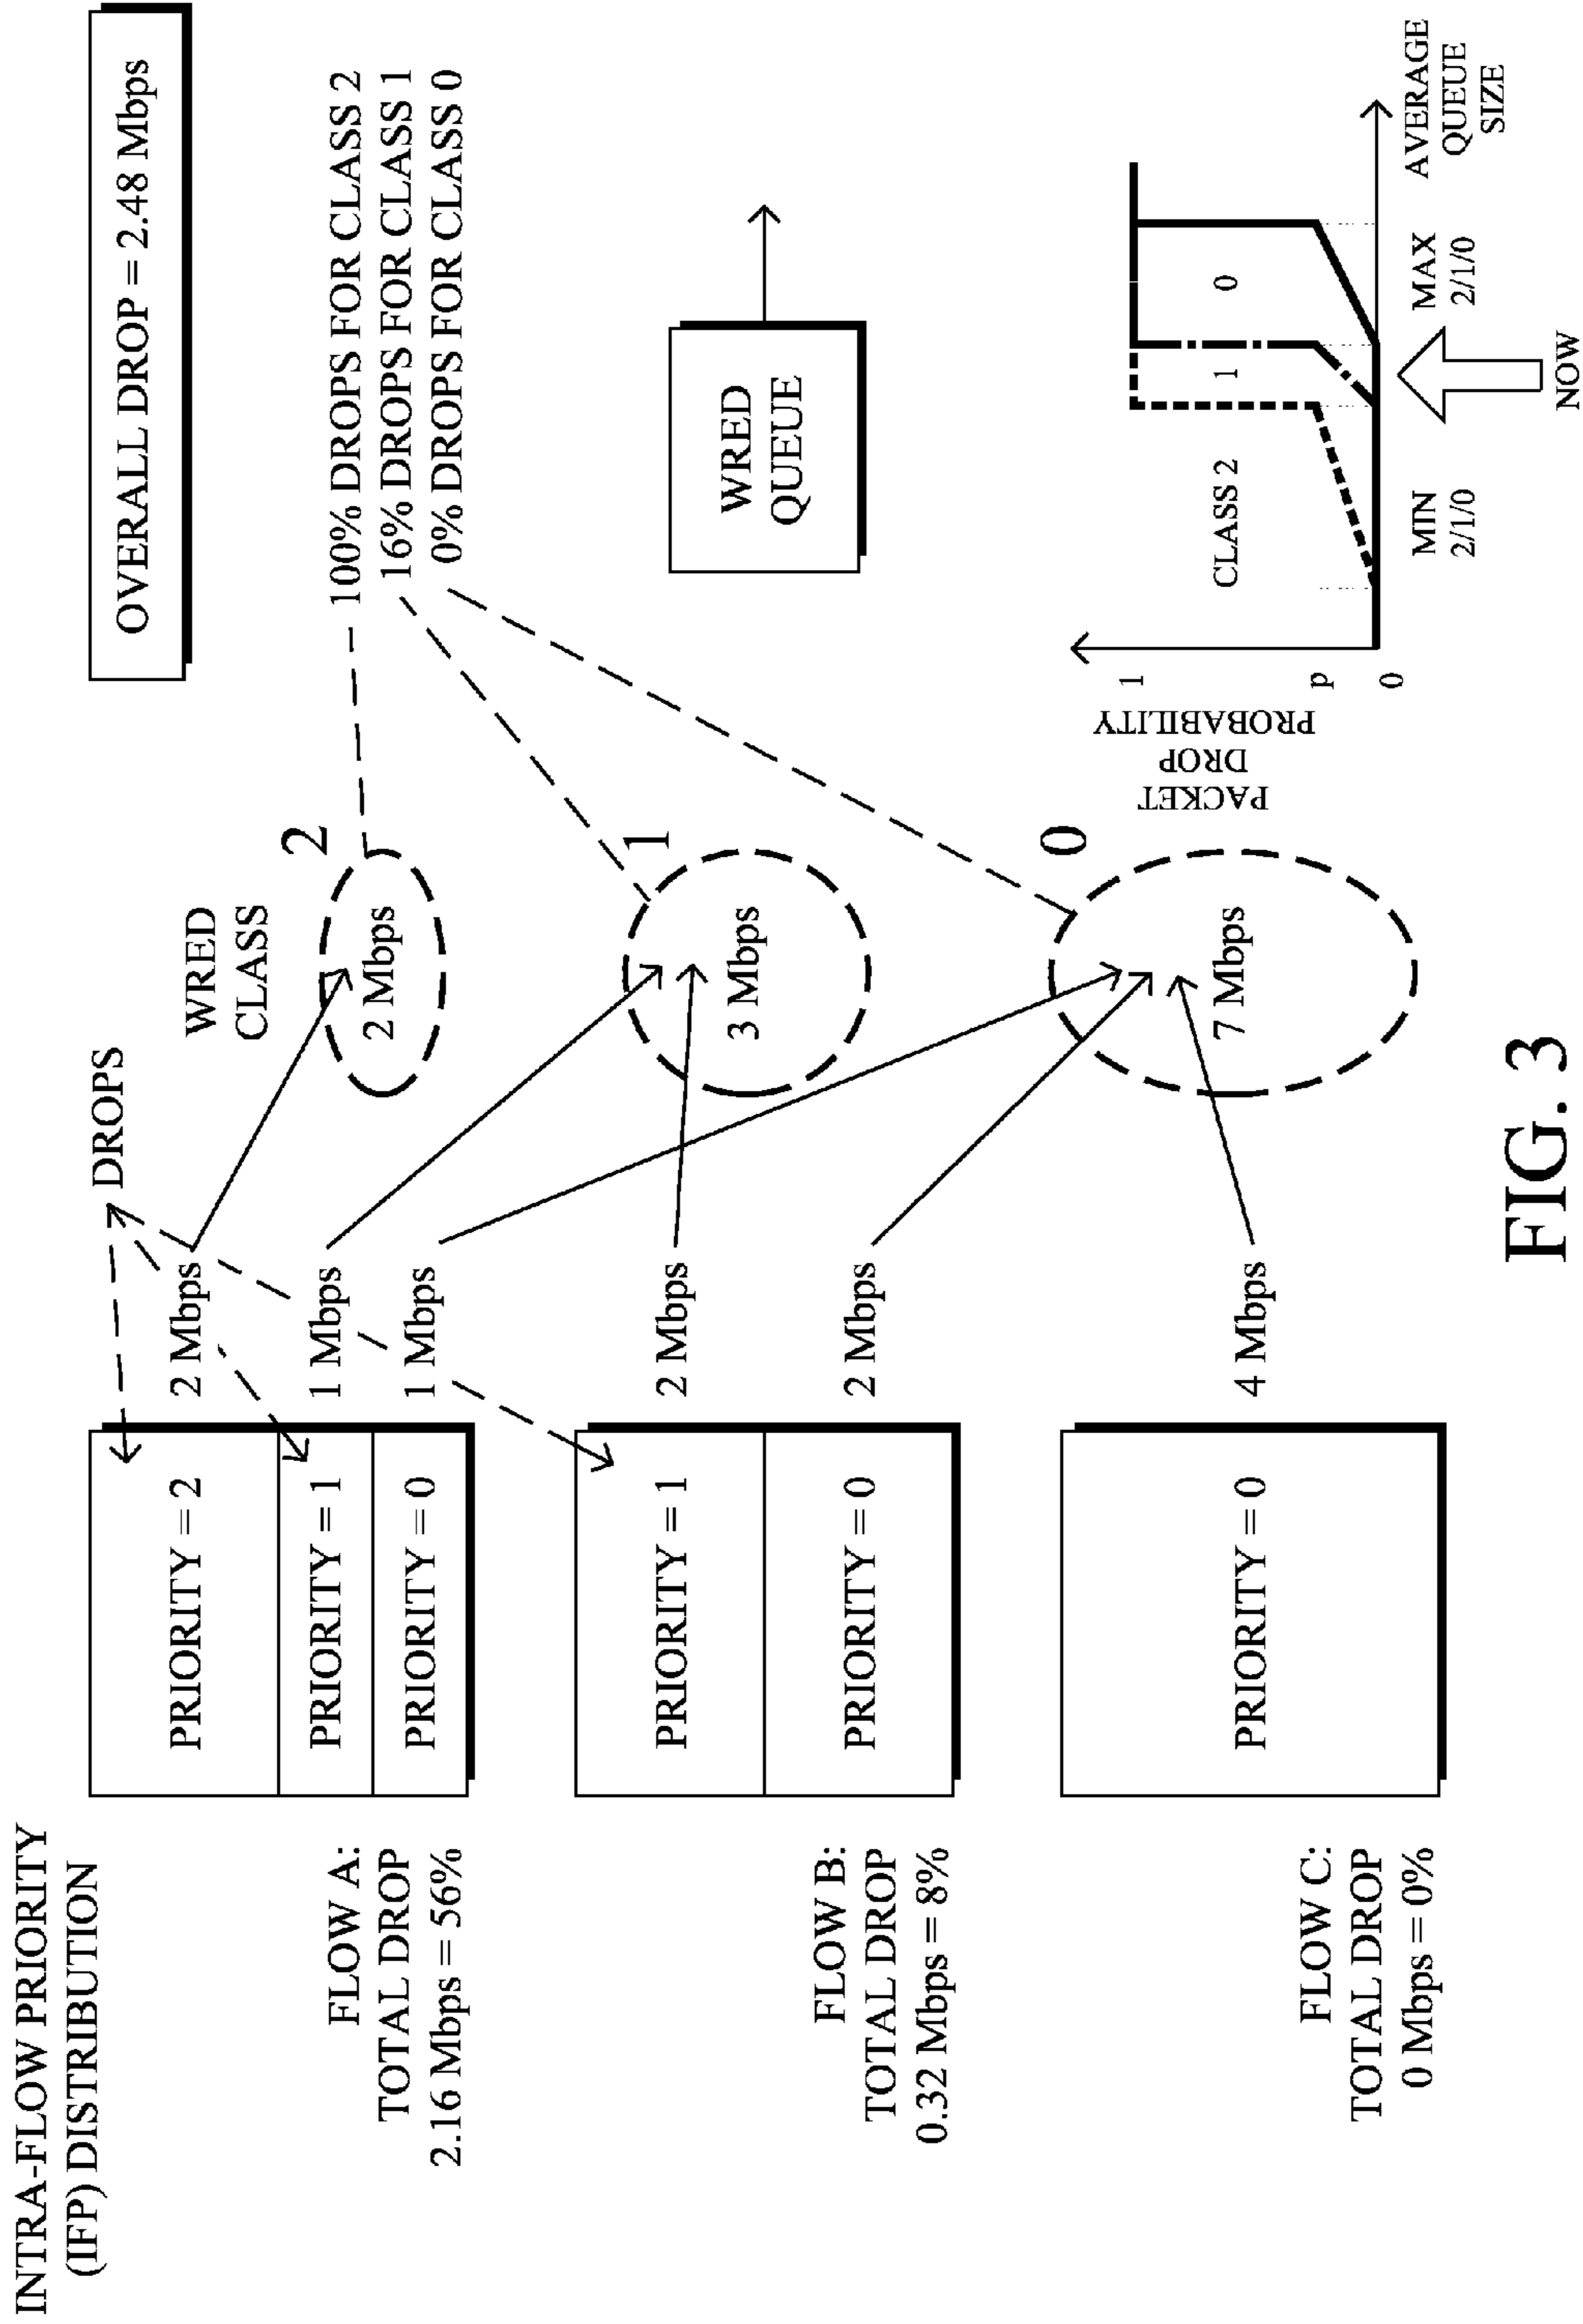 INTRA-FLOW PRIORITY
(IFP) DISTRIBUTION
DROPS
OVERALL DROP = 2.48 Mbps
WRED
CLASS
FLOW A:
TOTAL DROP
2.16 Mbps = 56%
PRIORITY = 2
PRIORITY = 1
PRIORITY = 0
2 Mbps
1 Mbps
1 Mbps
2
2 Mbps
100% DROPS FOR CLASS 2
16% DROPS FOR CLASS 1
0% DROPS FOR CLASS 0
FLOW B:
TOTAL DROP
0.32 Mbps = 8%
PRIORITY = 1
PRIORITY = 0
2 Mbps
2 Mbps
1
3 Mbps
WRED
QUEUE
FLOW C:
TOTAL DROP
0 Mbps = 0%
PRIORITY = 0
4 Mbps
0
7 Mbps
PACKET
DROP
PROBABILITY
1
p
0
CLASS 2
1
0
MIN
2/1/0
MAX
2/1/0
AVERAGE
QUEUE
SIZE
NOW
FIG. 3